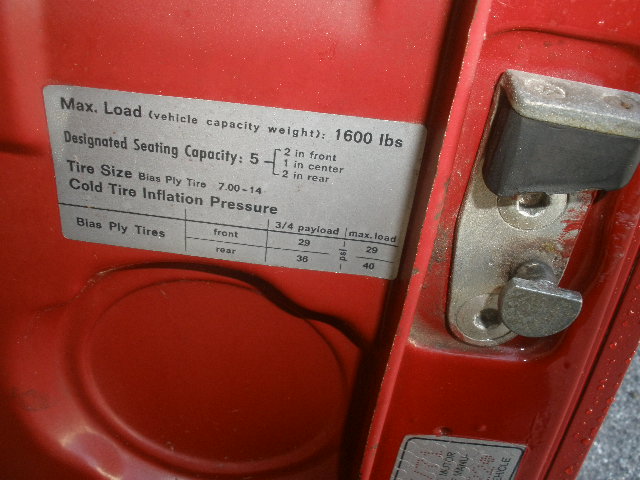 Max. Load (vehicle capacity weight): 1600 lbs
Designated Seating Capacity: 5
2 in front
1 in center
2 in rear
Tire Size Bias Ply Tire 7.00-14
Cold Tire Inflation Pressure
3/4 payload max. load
Bias Ply Tires front 29 psi 29
rear 36 40
VEHICLE